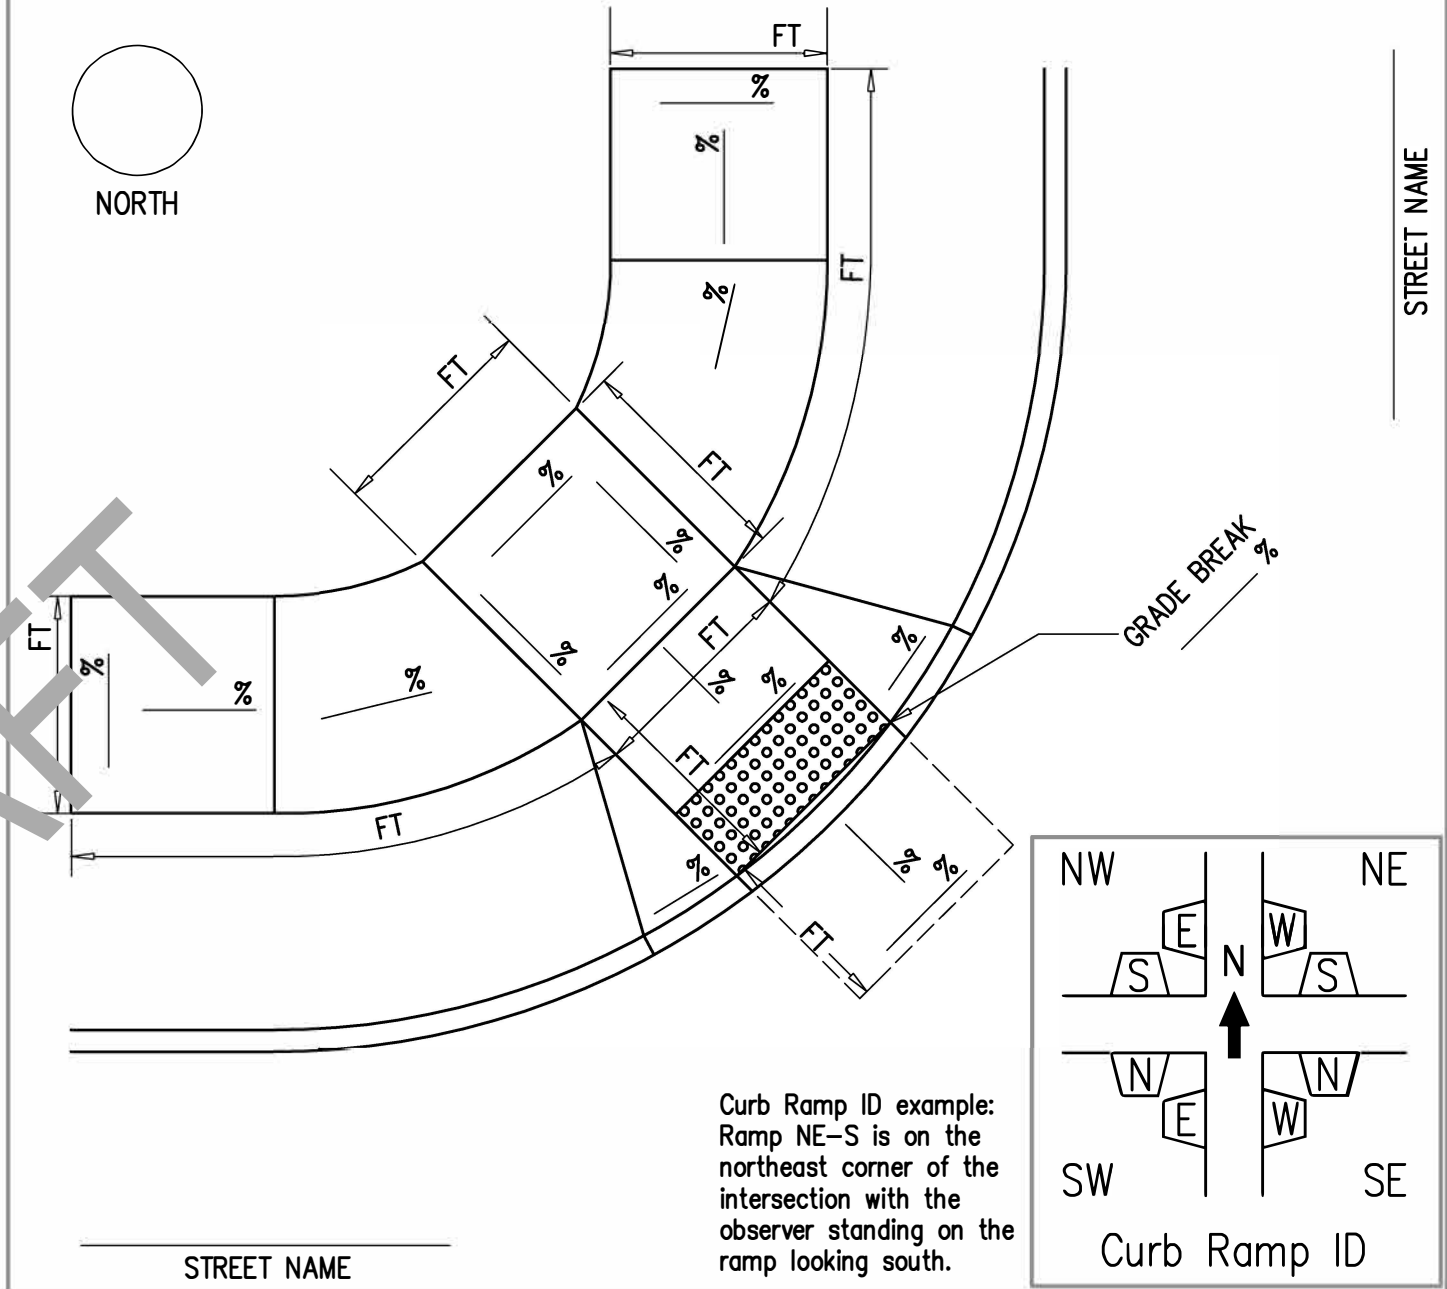 FT
%
%
NORTH
STREET NAME
FT
%
FT
FT
%
%
%
%
GRADE BREAK
%
FT
%
%
%
FT
%
%
%
FT
FT
%
%
%
FT
Curb Ramp ID example:
Ramp NE-S is on the
northeast corner of the
intersection with the
observer standing on the
ramp looking south.
NW
NE
E
W
S
N
S
N
N
E
W
SW
SE
Curb Ramp ID
STREET NAME